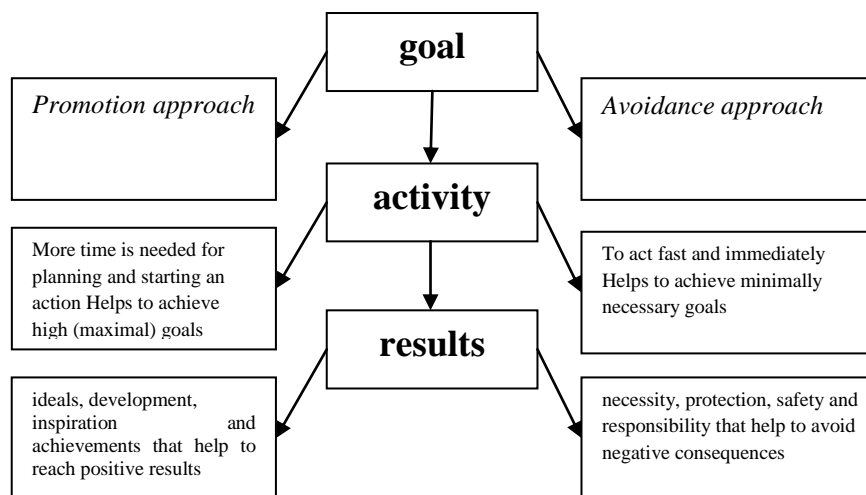 goal
Promotion approach
Avoidance approach
activity
More time is needed for
planning and starting an
action Helps to achieve
high (maximal) goals
To act fast and immediately
Helps to achieve minimally
necessary goals
results
ideals, development,
inspiration and
achievements that help to
reach positive results
necessity, protection, safety and
responsibility that help to avoid
negative consequences